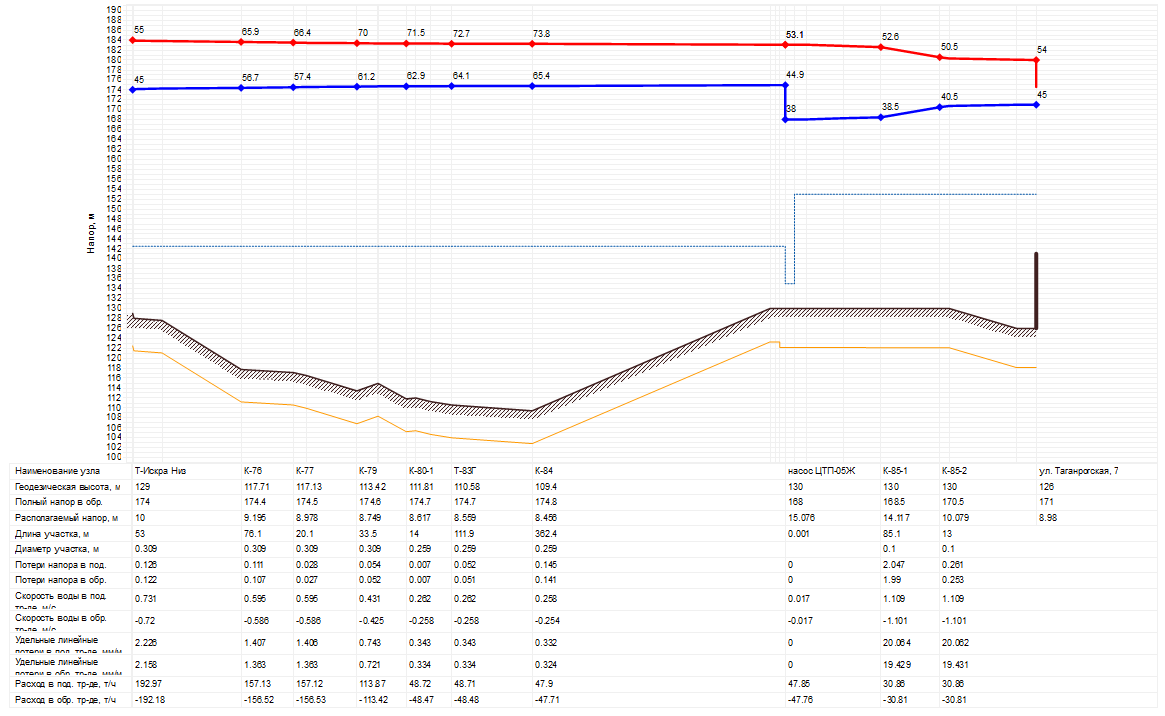 190
188
186
184
182
180
178
176
174
172
170
168
166
164
162
160
158
156
154
152
150
148
146
144
142
140
138
136
134
132
130
128
126
124
122
120
118
116
114
112
110
108
106
104
102
100
Напор, м
55 65.9 66.4 70 71.5 72.7 73.8 53.1 52.6 50.5 54
45 56.7 57.4 61.2 62.9 64.1 65.4 44.9 38 38.5 40.5 45
Наименование узла Т-Искра Низ К-76 К-77 К-79 К-80-1 Т-83Г К-84 насос ЦТП-05Ж К-85-1 К-85-2 ул. Таганрогская, 7
Геодезическая высота, м 129 117.71 117.13 113.42 111.81 110.58 109.4 130 130 130 126
Полный напор в обр. 174 174.4 174.5 174.6 174.7 174.7 174.8 168 168.5 170.5 171
Располагаемый напор, м 10 9.195 8.978 8.749 8.617 8.559 8.456 15.076 14.117 10.079 8.98
Длина участка, м 53 76.1 20.1 33.5 14 111.9 362.4 0.001 85.1 13
Диаметр участка, м 0.309 0.309 0.309 0.309 0.259 0.259 0.259 0.1 0.1
Потери напора в под. 0.126 0.111 0.028 0.054 0.007 0.052 0.145 0 2.047 0.261
Потери напора в обр. 0.122 0.107 0.027 0.052 0.007 0.051 0.141 0 1.99 0.253
Скорость воды в под.
тр-де, м/с 0.731 0.595 0.595 0.431 0.262 0.262 0.258 0.017 1.109 1.109
Скорость воды в обр.
тр-де, м/с -0.72 -0.586 -0.586 -0.425 -0.258 -0.258 -0.254 -0.017 -1.101 -1.101
Удельные линейные
потери в под. тр-де, мм/м 2.226 1.407 1.406 0.743 0.343 0.343 0.332 0 20.064 20.062
Удельные линейные
потери в обр. тр-де, мм/м 2.158 1.363 1.363 0.721 0.334 0.334 0.324 0 19.429 19.431
Расход в под. тр-де, т/ч 192.97 157.13 157.12 113.87 48.72 48.71 47.9 47.85 30.86 30.86
Расход в обр. тр-де, т/ч -192.18 -156.52 -156.53 -113.42 -48.47 -48.48 -47.71 -47.76 -30.81 -30.81